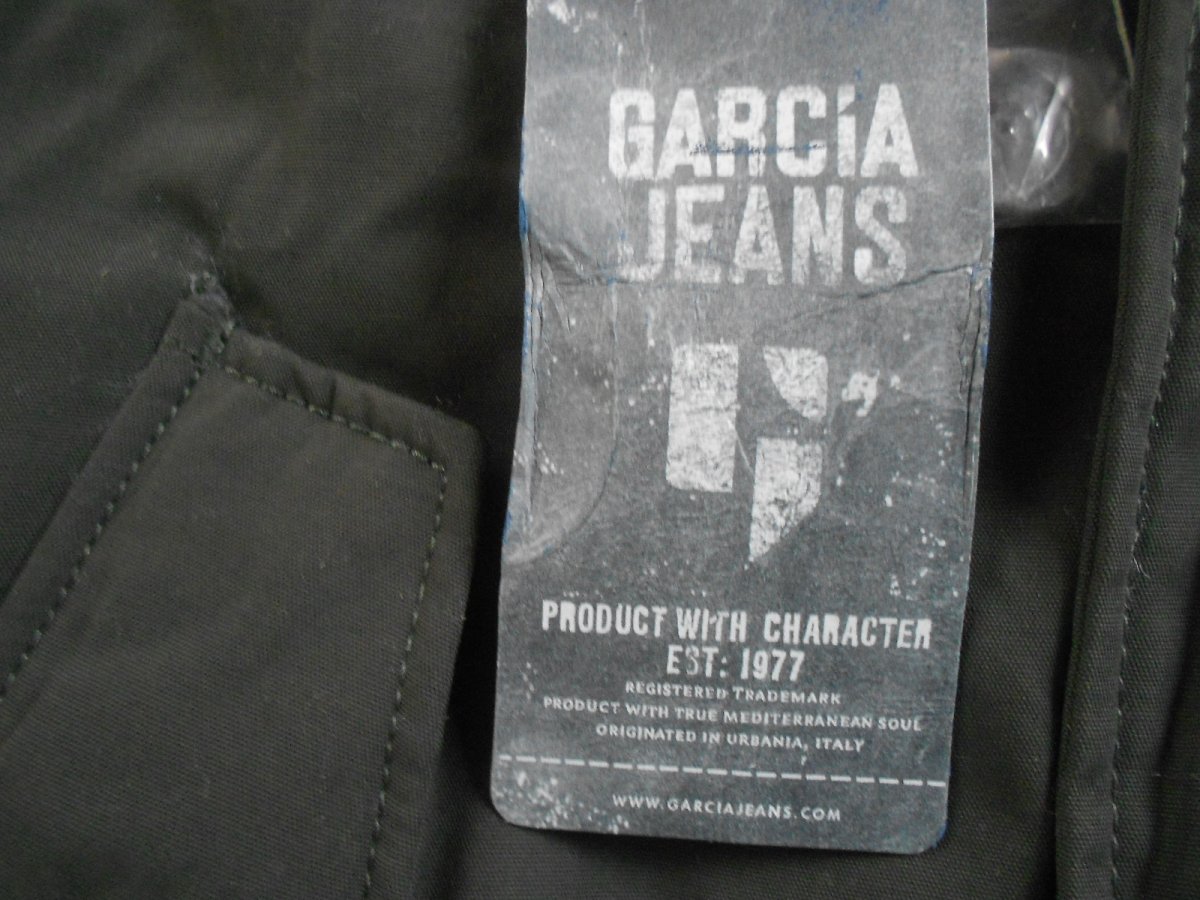 GARCiA
JEANS
PRODUCT WITH CHARACTER
EST: 1977
REGISTERED TRADEMARK
PRODUCT WITH TRUE MEDITERRANEAN SOUL
ORIGINATED IN URBANIA, ITALY
WWW.GARCIAJEANS.COM